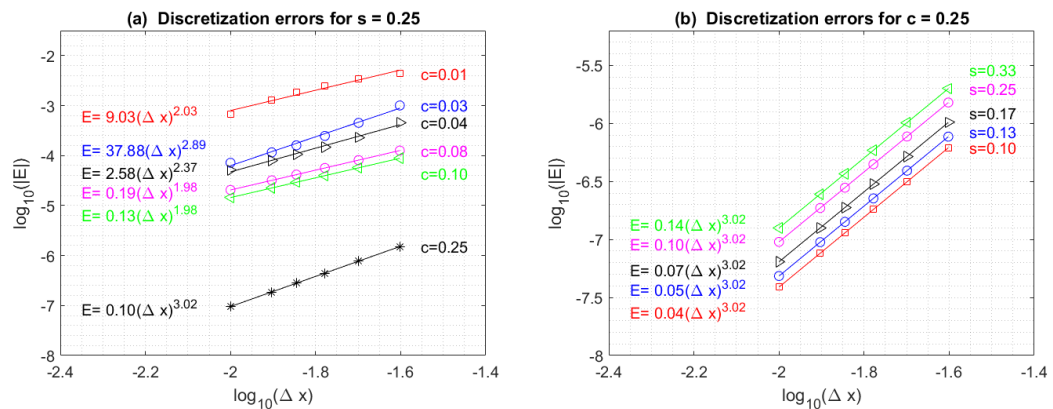 (a) Discretization errors for s = 0.25
-2
-3
-4
-5
-6
-7
-8
log10(|E|)
c=0.01
c=0.03
c=0.04
c=0.08
c=0.10
c=0.25
E= 9.03(Δ x)^2.03
E= 37.88(Δ x)^2.89
E= 2.58(Δ x)^2.37
E= 0.19(Δ x)^1.98
E= 0.13(Δ x)^1.98
E= 0.10(Δ x)^3.02
-2.4 -2.2 -2 -1.8 -1.6 -1.4
log10(Δ x)
(b) Discretization errors for c = 0.25
-5.5
-6
-6.5
-7
-7.5
-8
log10(|E|)
s=0.33
s=0.25
s=0.17
s=0.13
s=0.10
E= 0.14(Δ x)^3.02
E= 0.10(Δ x)^3.02
E= 0.07(Δ x)^3.02
E= 0.05(Δ x)^3.02
E= 0.04(Δ x)^3.02
-2.4 -2.2 -2 -1.8 -1.6 -1.4
log10(Δ x)